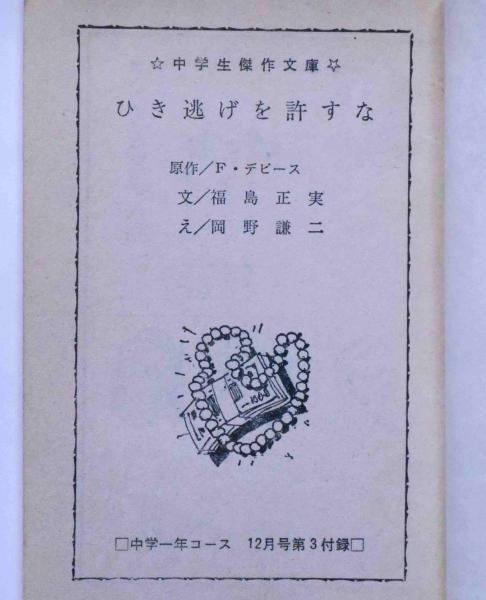 ☆中学生傑作文庫☆
ひき逃げを許すな
原作／F・デビース
文／福島正実
え／岡野謙二
□中学一年コース 12月号第3付録□